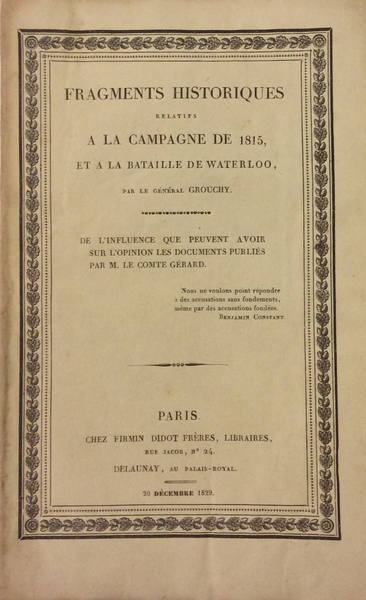 FRAGMENTS HISTORIQUES
RELATIFS
A LA CAMPAGNE DE 1815,
ET A LA BATAILLE DE WATERLOO,
PAR LE GÉNÉRAL GROUCHY.
DE L'INFLUENCE QUE PEUVENT AVOIR
SUR L'OPINION LES DOCUMENTS PUBLIÉS
PAR M. LE COMTE GÉRARD.
Nous ne voulons point répondre
à des accusations sans fondements,
même par des accusations fondées.
BENJAMIN CONSTANT
PARIS
CHEZ FIRMIN DIDOT FRÈRES, LIBRAIRES,
RUE JACOB, N° 24.
DELAUNAY, AU PALAIS-ROYAL.
20 DÉCEMBRE 1829.